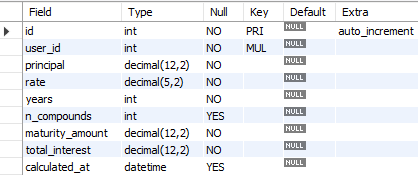 Field Type Null Key Default Extra
id int NO PRI NULL auto_increment
user_id int NO MUL NULL
principal decimal(12,2) NO NULL
rate decimal(5,2) NO NULL
years int NO NULL
n_compounds int YES NULL
maturity_amount decimal(12,2) NO NULL
total_interest decimal(12,2) NO NULL
calculated_at datetime YES NULL